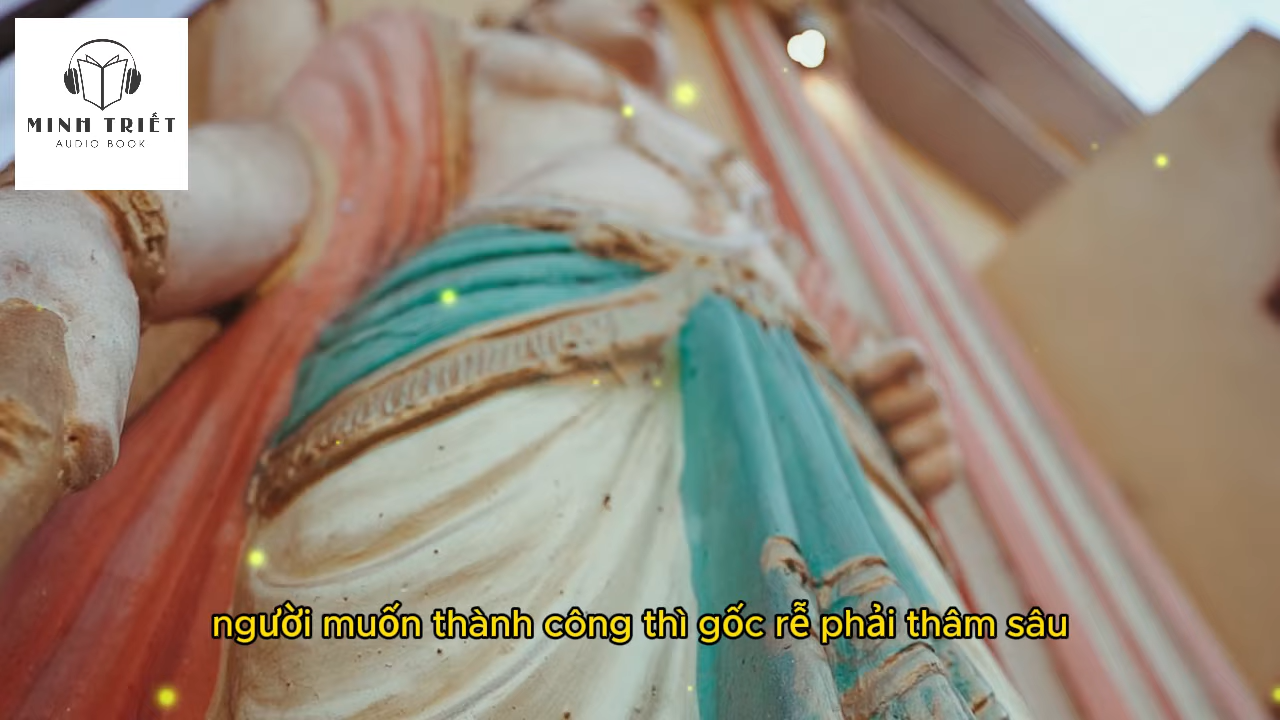 MINH TRIẾT
AUDIO BOOK
người muốn thành công thì gốc rễ phải thâm sâu